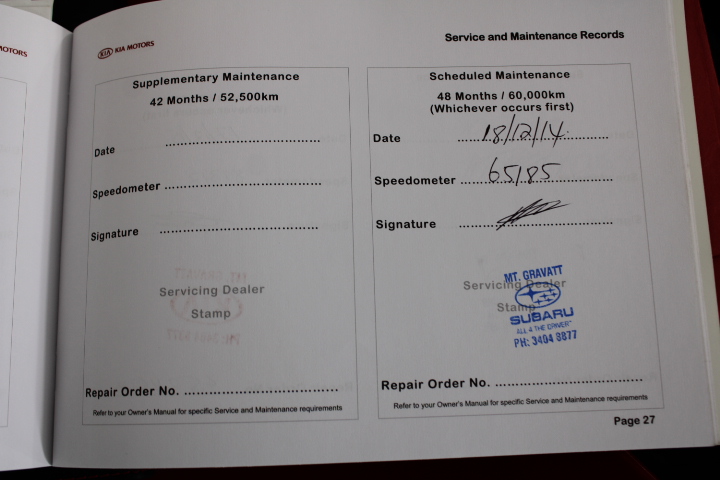 MOTORS
KIA KIA MOTORS
Service and Maintenance Records
Supplementary Maintenance
42 Months / 52,500km
Date
Speedometer
Signature
Servicing Dealer
Stamp
Repair Order No.
Refer to your Owner's Manual for specific Service and Maintenance requirements
Scheduled Maintenance
48 Months / 60,000km
(Whichever occurs first)
Date 18/12/14
Speedometer 65185
Signature
Servicing Dealer
Stamp
MT. GRAVATT
SUBARU
ALL 4 THE DRIVER
PH: 3494 9877
Repair Order No.
Refer to your Owner's Manual for specific Service and Maintenance requirements
Page 27